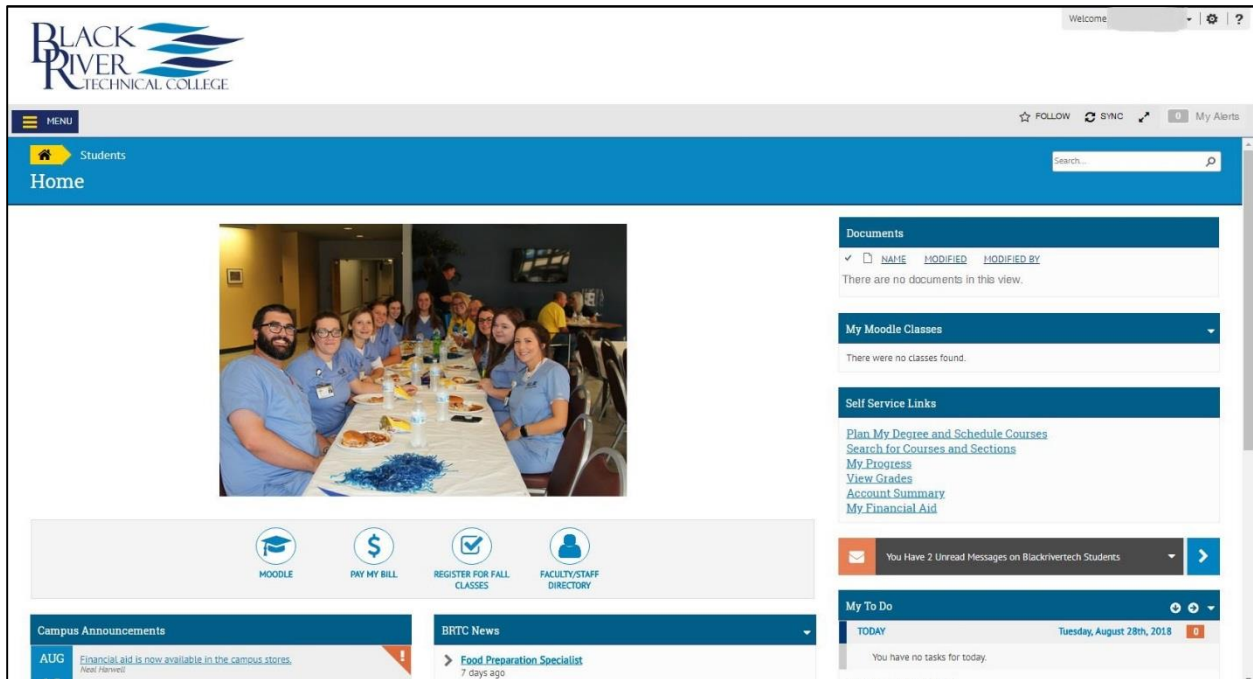 BLACK
RIVER
TECHNICAL COLLEGE
Welcome
?
MENU
FOLLOW SYNC 0 My Alerts
Students
Search...
Home
Documents
NAME MODIFIED MODIFIED BY
There are no documents in this view.
My Moodle Classes
There were no classes found.
Self Service Links
Plan My Degree and Schedule Courses
Search for Courses and Sections
My Progress
View Grades
Account Summary
My Financial Aid
MOODLE
PAY MY BILL
REGISTER FOR FALL
CLASSES
FACULTY/STAFF
DIRECTORY
You Have 2 Unread Messages on Blackrivertech Students
My To Do
TODAY Tuesday, August 28th, 2018 0
You have no tasks for today.
Campus Announcements
AUG Financial aid is now available in the campus stores.
Neal Harwell
BRTC News
Food Preparation Specialist
7 days ago